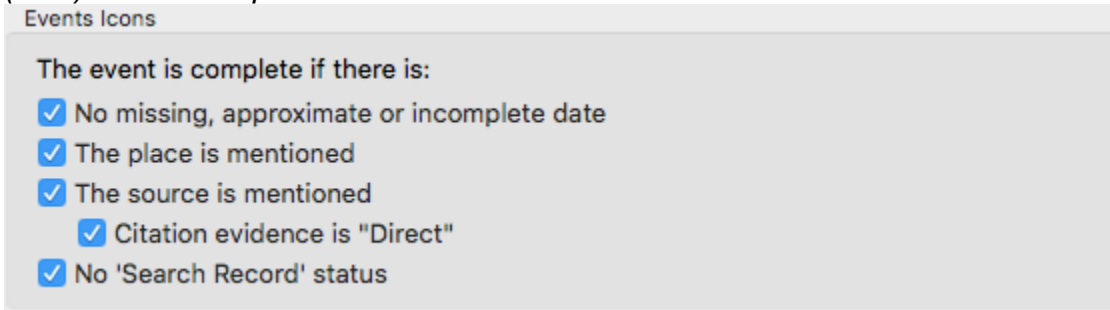 Events Icons
The event is complete if there is:
No missing, approximate or incomplete date
The place is mentioned
The source is mentioned
Citation evidence is "Direct"
No 'Search Record' status